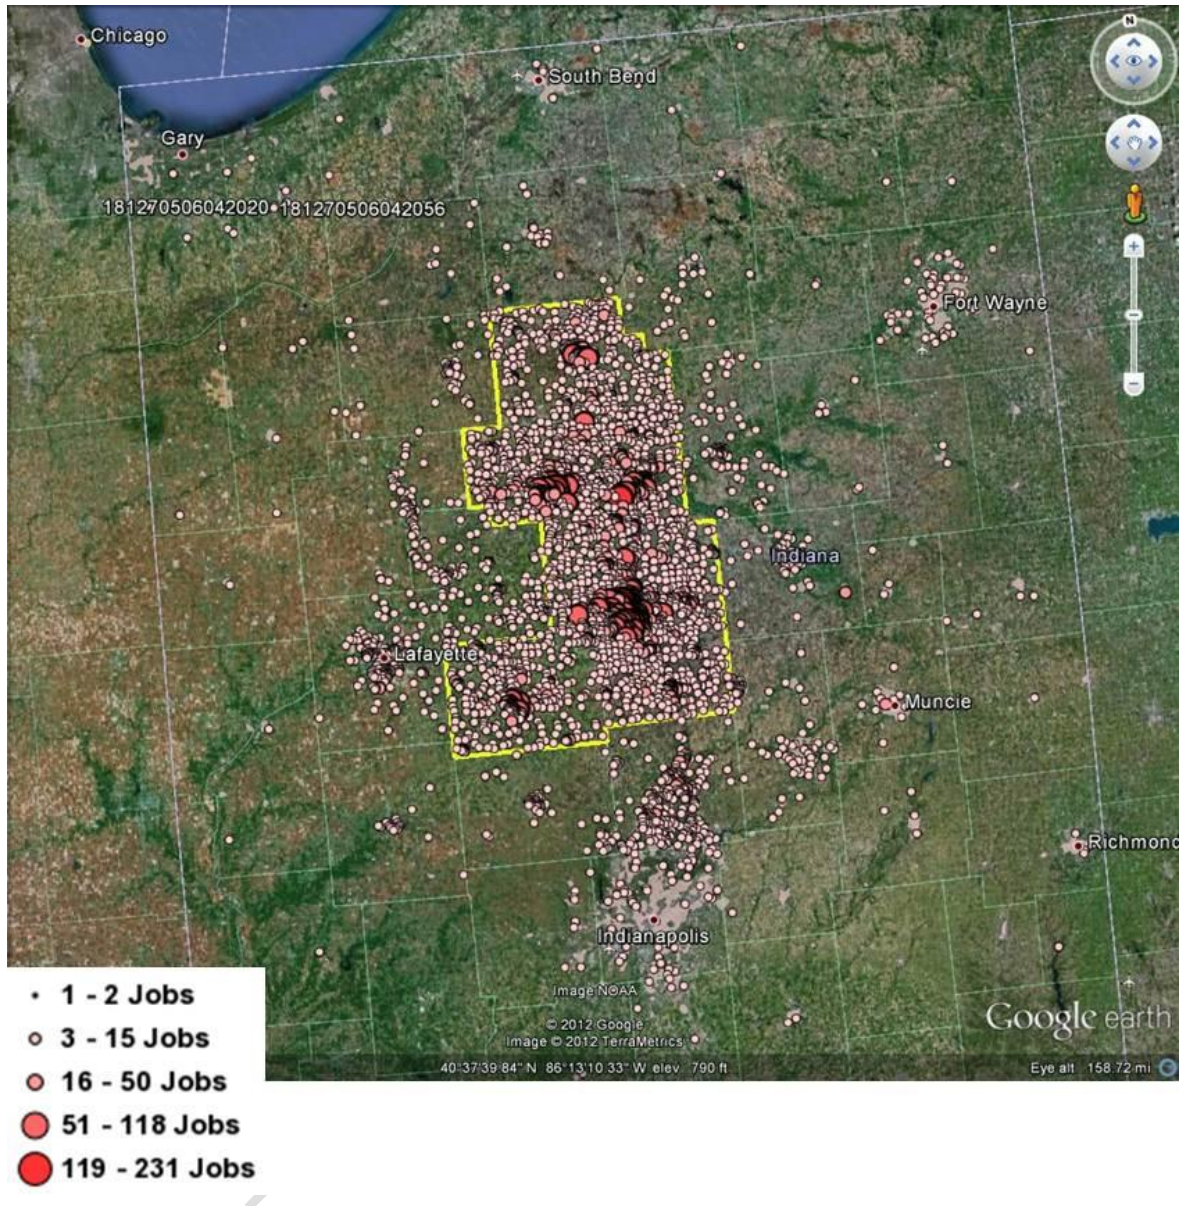 N
Chicago
South Bend
Gary
181270506042020
181270506042056
Fort Wayne
Indiana
Lafayette
Muncie
Richmond
Indianapolis
Image NOAA
© 2012 Google
Image © 2012 TerraMetrics
Google earth
40°37'39.84" N 86°13'10.33" W elev 790 ft
Eye alt 158.72 mi
1 - 2 Jobs
3 - 15 Jobs
16 - 50 Jobs
51 - 118 Jobs
119 - 231 Jobs